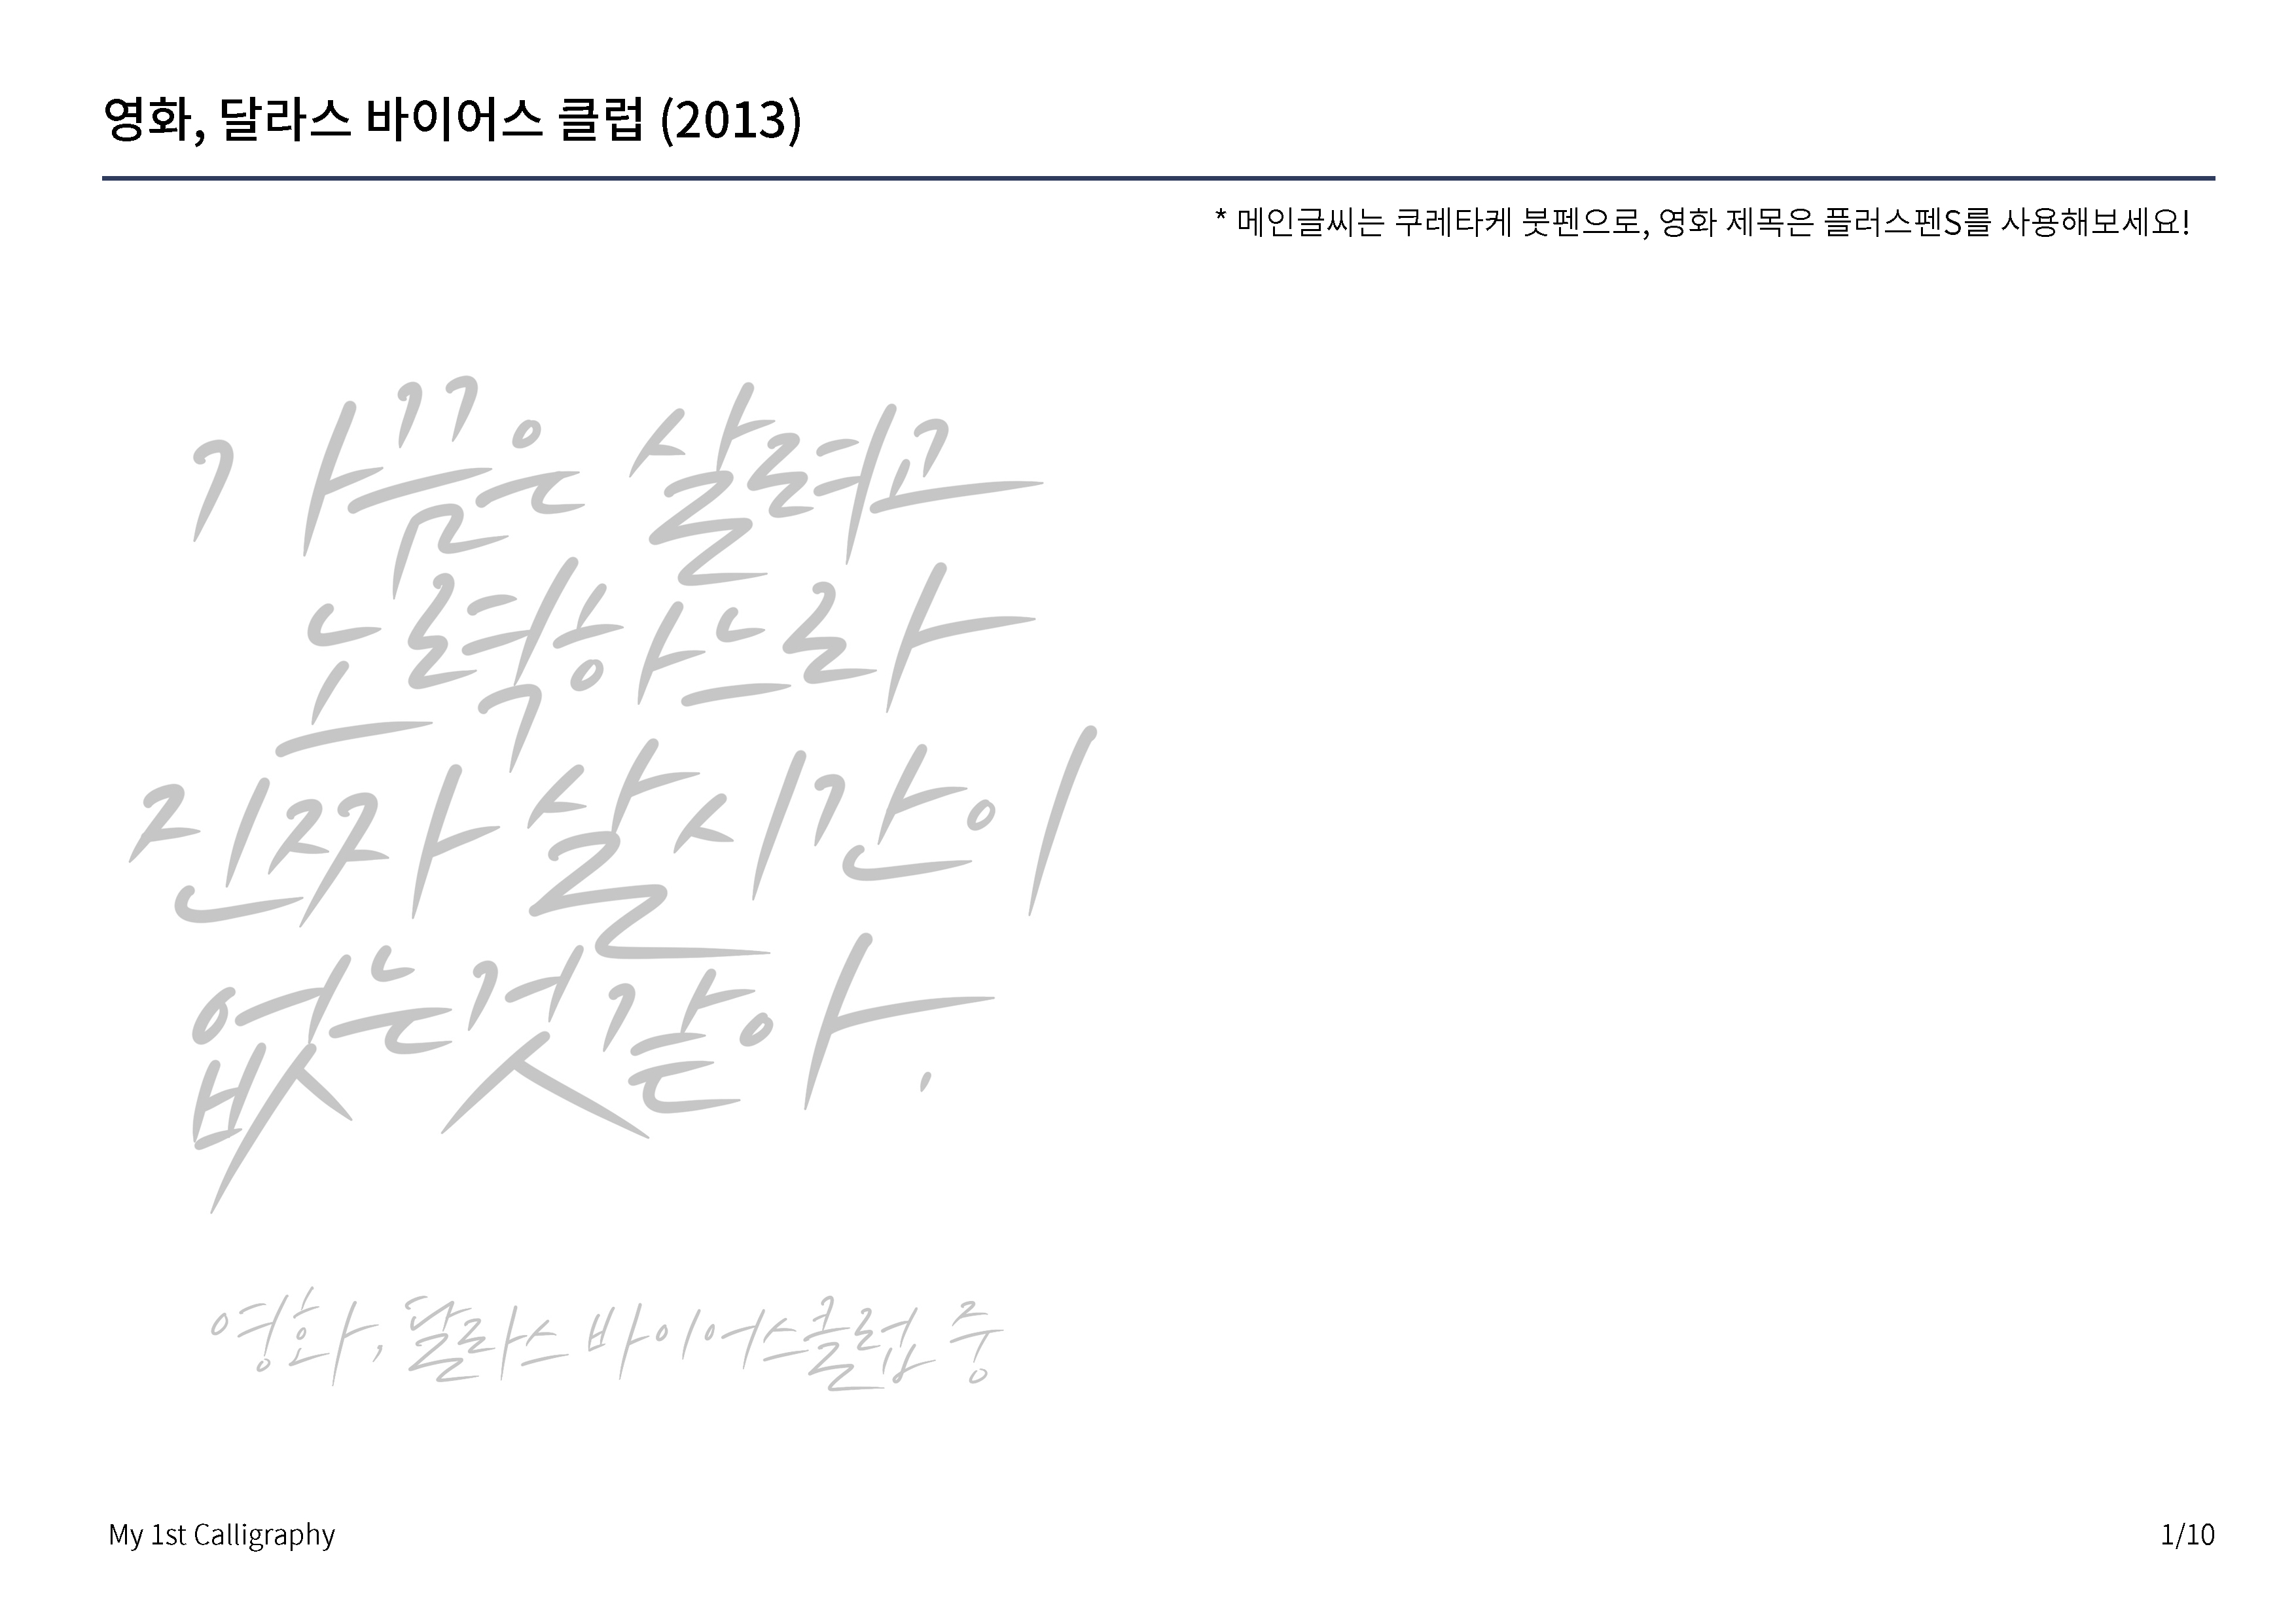 영화, 달라스 바이어스 클럽 (2013)
* 메인글씨는 쿠레타케 붓펜으로, 영화 제목은 플러스펜S를 사용해보세요!
가끔은 살려고
노력하느라
진짜 살 시간이
없는 것 같아.
영화, 달라스 바이어스 클럽 중
My 1st Calligraphy
1/10